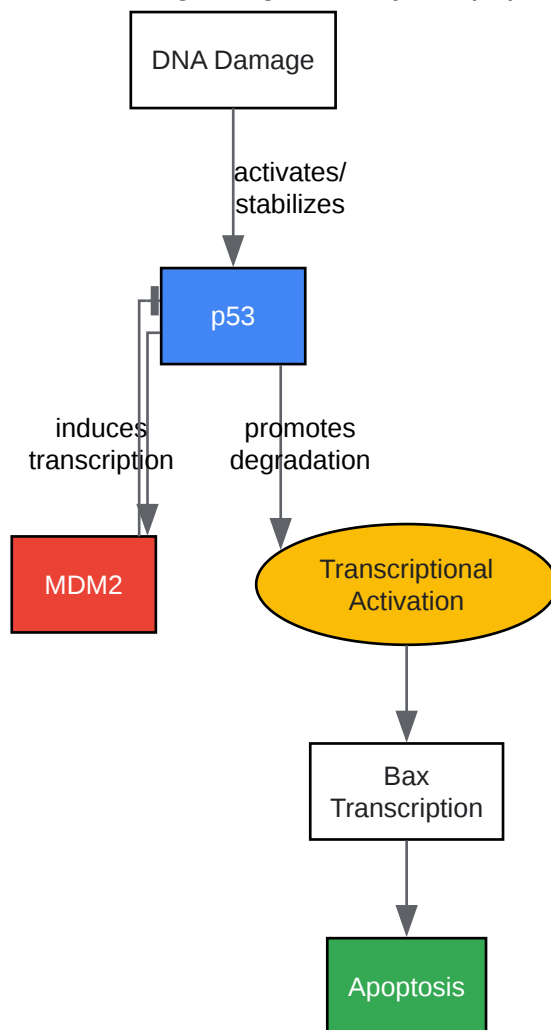 DNA Damage
activates/
stabilizes
p53
induces
transcription
promotes
degradation
MDM2
Transcriptional
Activation
Bax
Transcription
Apoptosis